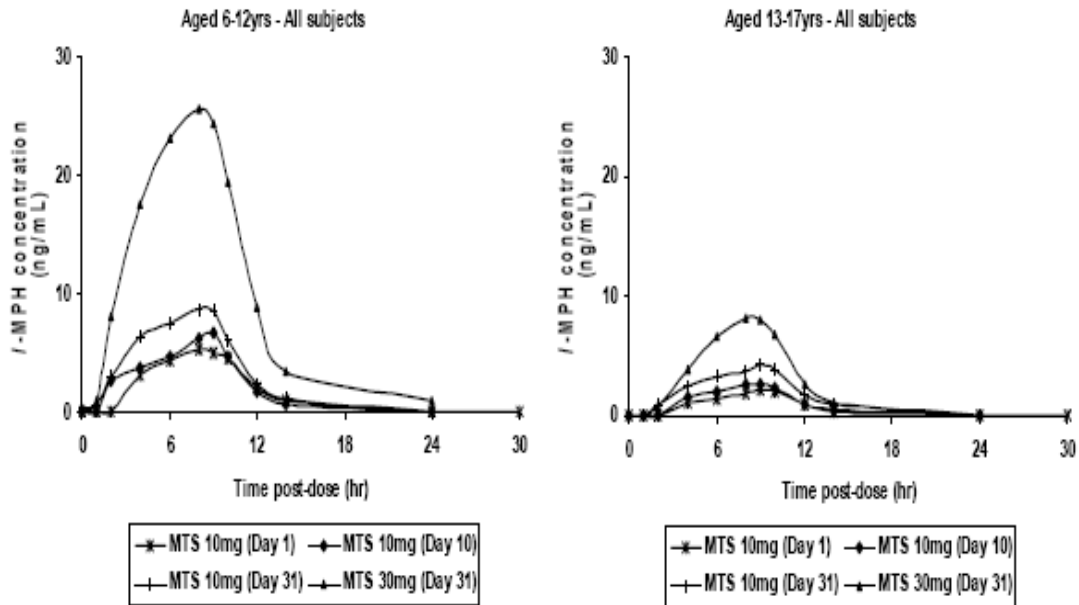 Aged 6-12yrs - All subjects
30
20
10
0
l -MPH concentration
(ng/mL)
0 6 12 18 24 30
Time post-dose (hr)
MTS 10mg (Day 1) MTS 10mg (Day 10)
MTS 10mg (Day 31) MTS 30mg (Day 31)
Aged 13-17yrs - All subjects
30
20
10
0
l -MPH concentration
(ng/mL)
0 6 12 18 24 30
Time post-dose (hr)
MTS 10mg (Day 1) MTS 10mg (Day 10)
MTS 10mg (Day 31) MTS 30mg (Day 31)